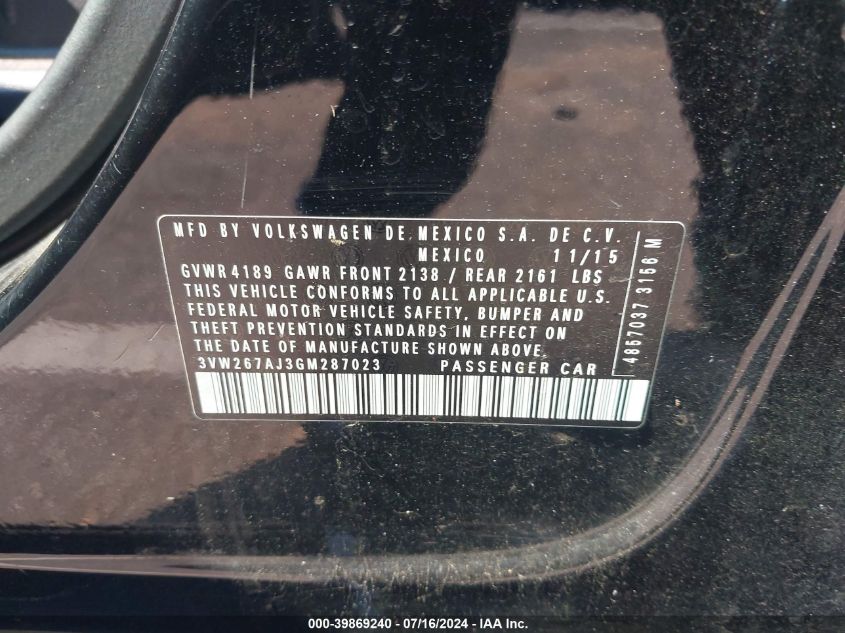 MFD BY VOLKSWAGEN DE MEXICO S.A. DE C.V.
MEXICO 11/15
GVWR 4189 GAWR FRONT 2138 / REAR 2161 LBS
THIS VEHICLE CONFORMS TO ALL APPLICABLE U.S.
FEDERAL MOTOR VEHICLE SAFETY, BUMPER AND
THEFT PREVENTION STANDARDS IN EFFECT ON
THE DATE OF MANUFACTURE SHOWN ABOVE.
3VW267AJ3GM287023 PASSENGER CAR
4857037 3156 M
000-39869240 - 07/16/2024 - IAA Inc.